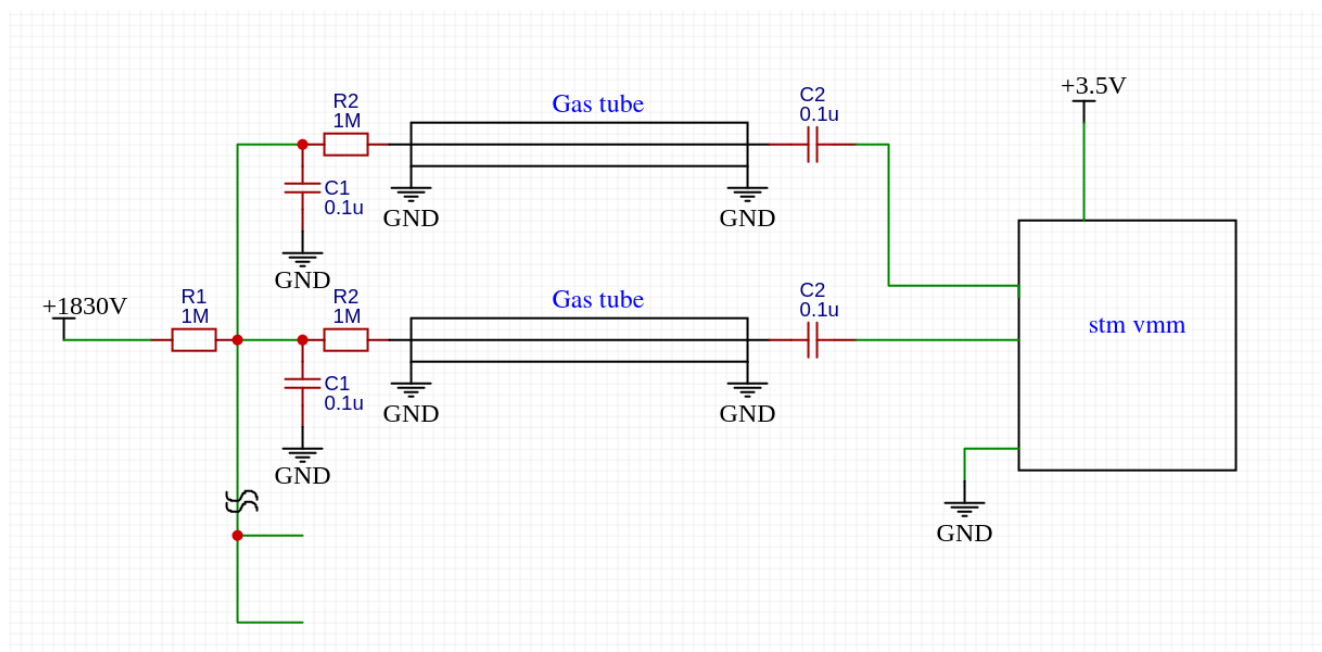 +3.5V
R2
1M
Gas tube
C2
0.1u
C1
0.1u
GND
GND
GND
+1830V
R1
1M
R2
1M
Gas tube
C2
0.1u
stm vmm
C1
0.1u
GND
GND
GND
GND